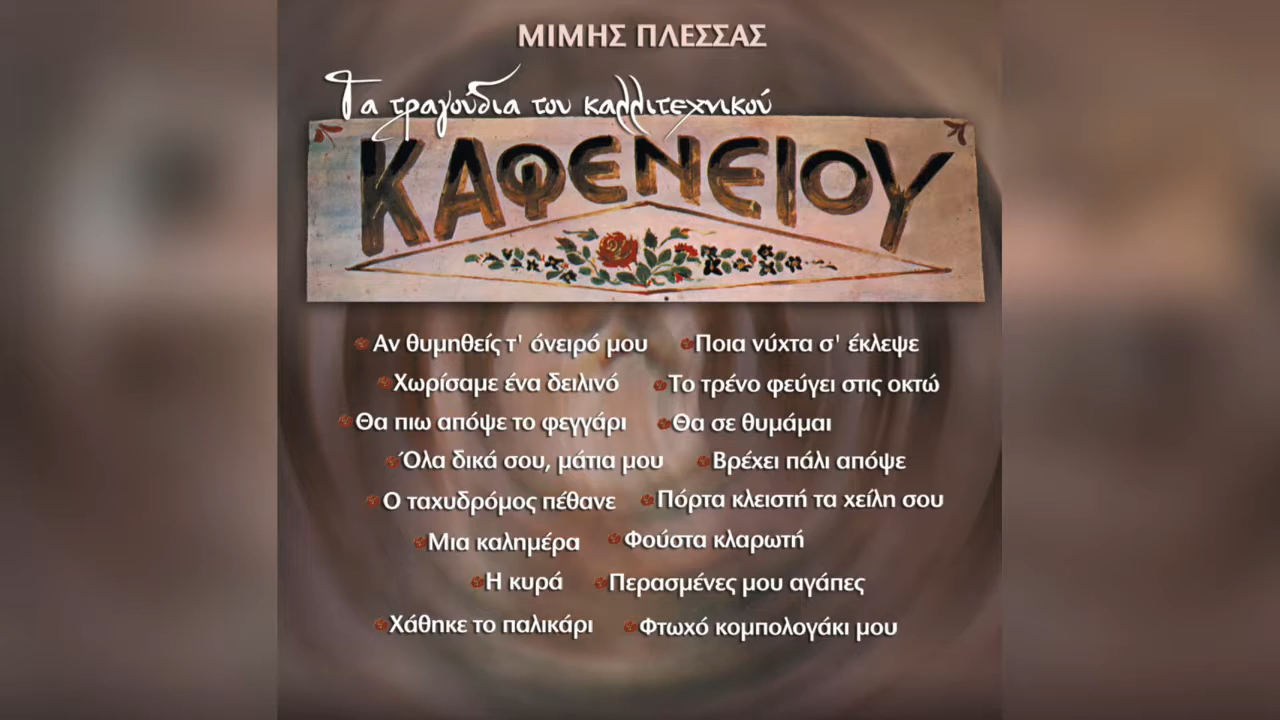 ΜΙΜΗΣ ΠΛΕΣΣΑΣ
Τα τραγούδια του καλλιτεχνικού
ΚΑΦΕΝΕΙΟΥ
Αν θυμηθείς τ' όνειρό μου
Ποια νύχτα σ' έκλεψε
Χωρίσαμε ένα δειλινό
Το τρένο φεύγει στις οκτώ
Θα πιω απόψε το φεγγάρι
Θα σε θυμάμαι
Όλα δικά σου, μάτια μου
Βρέχει πάλι απόψε
Ο ταχυδρόμος πέθανε
Πόρτα κλειστή τα χείλη σου
Μια καλημέρα
Φούστα κλαρωτή
Η κυρά
Περασμένες μου αγάπες
Χάθηκε το παλικάρι
Φτωχό κομπολογάκι μου